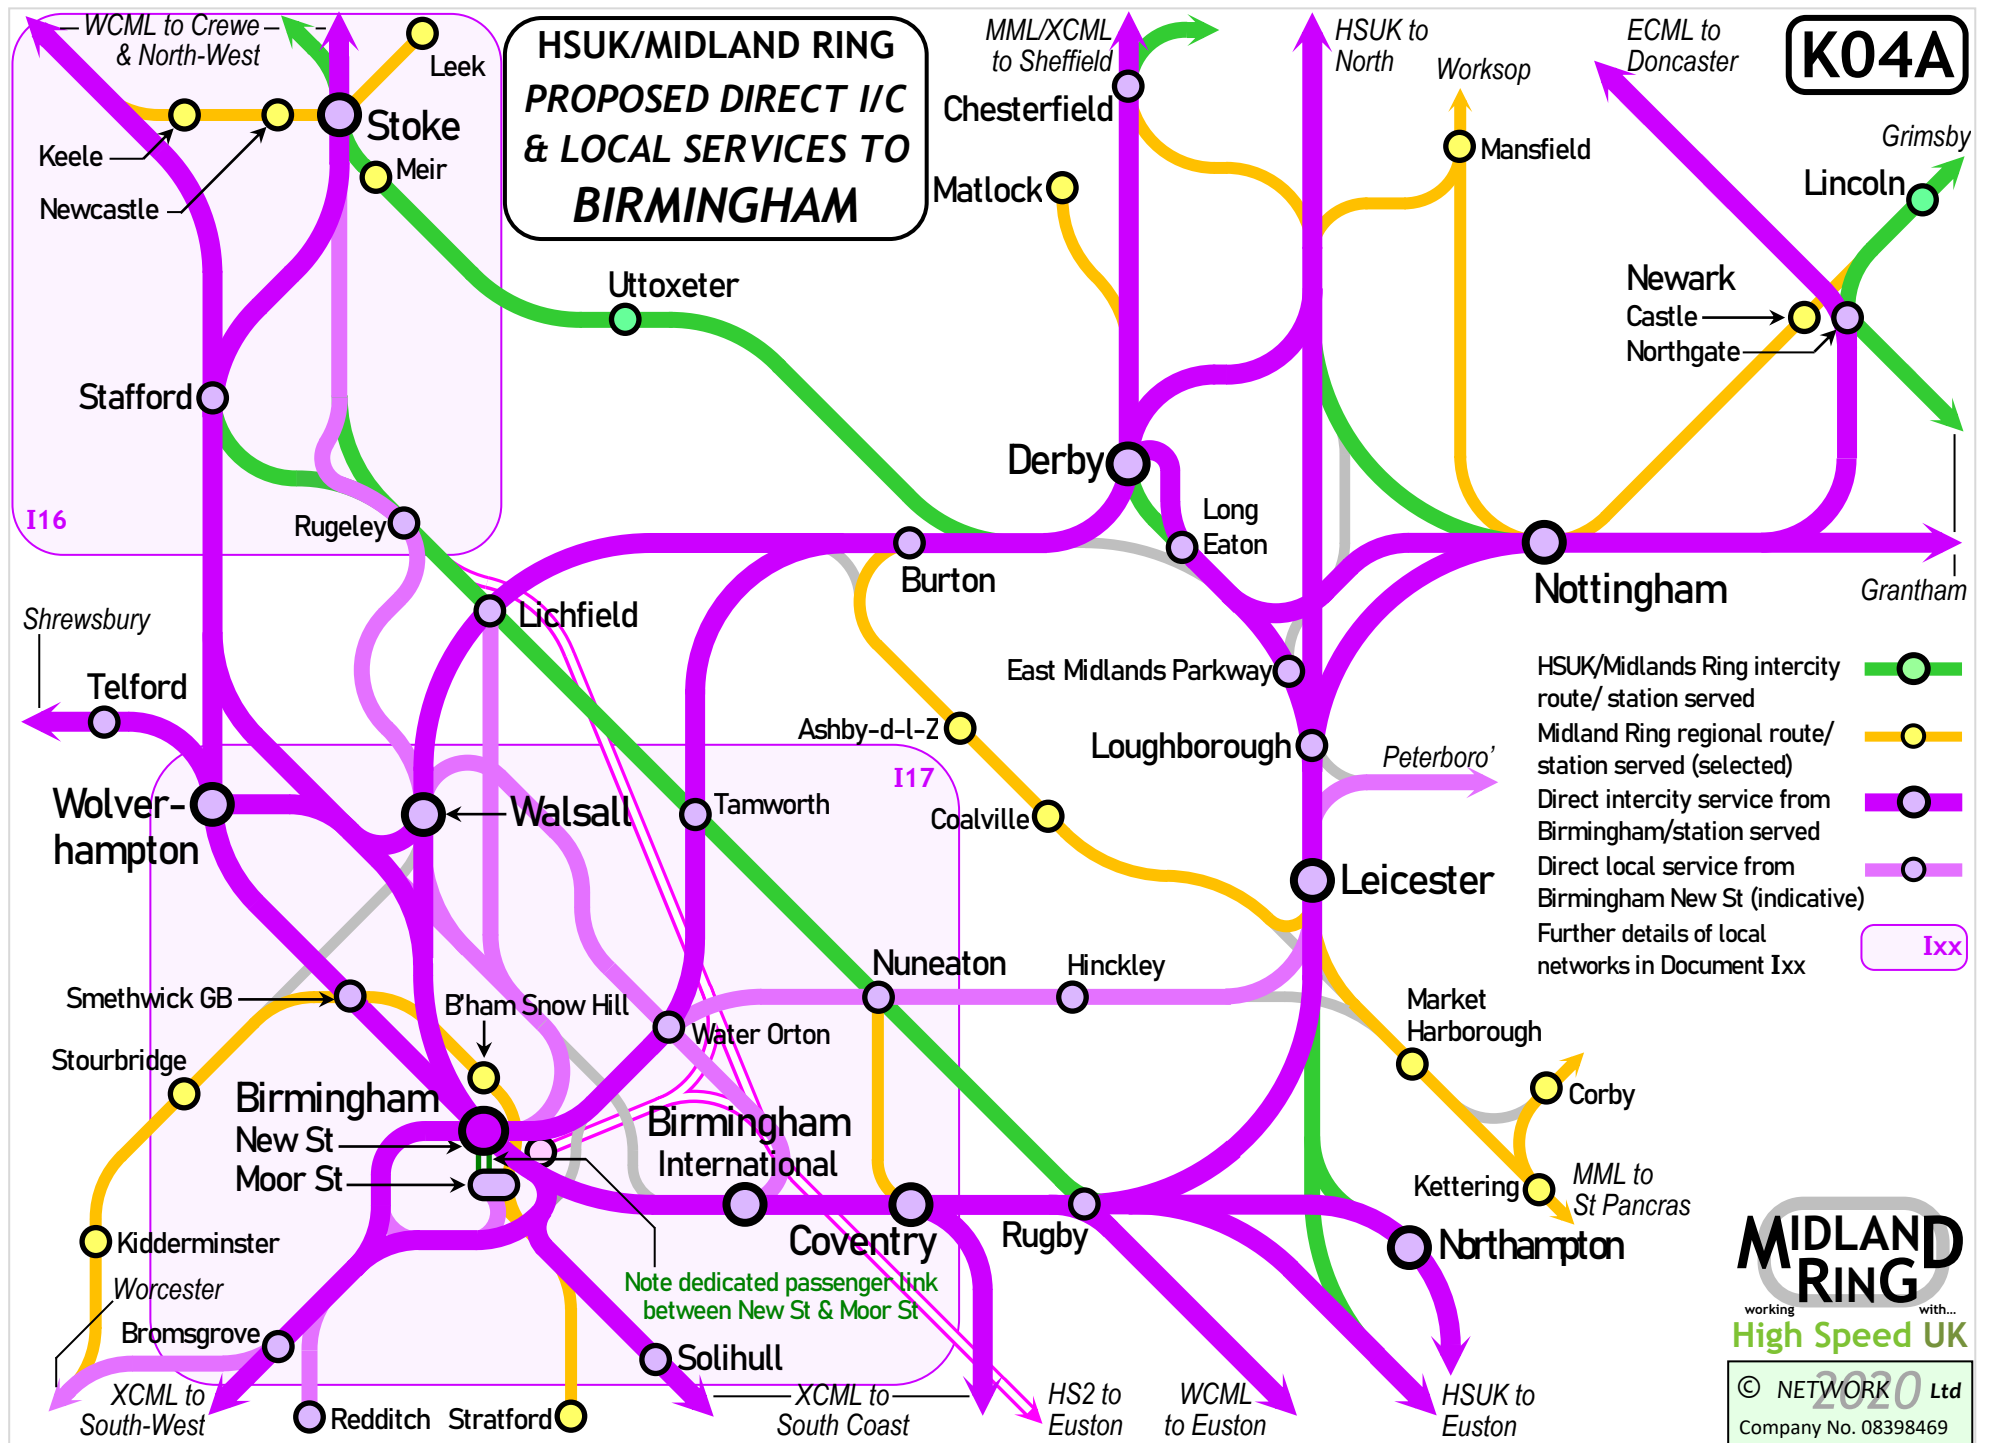 WCML to Crewe
& North-West
Leek
HSUK/MIDLAND RING
PROPOSED DIRECT I/C
& LOCAL SERVICES TO
BIRMINGHAM
MML/XCML
to Sheffield
HSUK to
North
Worksop
ECML to
Doncaster
K04A
Stoke
Chesterfield
Keele
Meir
Mansfield
Grimsby
Newcastle
Matlock
Lincoln
Uttoxeter
Newark
Castle
Northgate
Stafford
Derby
I16
Rugeley
Long
Eaton
Burton
Nottingham
Grantham
Shrewsbury
Lichfield
Telford
East Midlands Parkway
HSUK/Midlands Ring intercity
route/ station served
Ashby-d-l-Z
Loughborough
Peterboro'
Midland Ring regional route/
station served (selected)
I17
Wolver-
hampton
Walsall
Tamworth
Coalville
Direct intercity service from
Birmingham/station served
Leicester
Direct local service from
Birmingham New St (indicative)
Further details of local
networks in Document Ixx
Ixx
Nuneaton
Hinckley
Smethwick GB
B'ham Snow Hill
Water Orton
Market
Harborough
Stourbridge
Corby
Birmingham
New St
Moor St
Birmingham
International
Kettering
MML to
St Pancras
Kidderminster
Coventry
Rugby
Northampton
Worcester
Note dedicated passenger link
between New St & Moor St
Bromsgrove
Solihull
XCML to
South-West
Redditch
Stratford
XCML to
South Coast
HS2 to
Euston
WCML
to Euston
HSUK to
Euston
MIDLAND
RING
working with...
High Speed UK
© NETWORK 2020 Ltd
Company No. 08398469